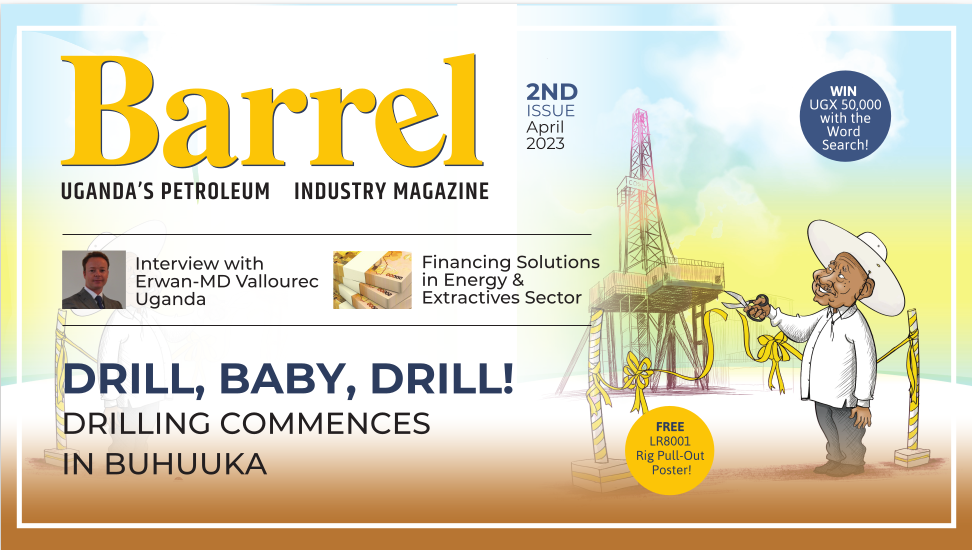 Barrel
UGANDA'S PETROLEUM INDUSTRY MAGAZINE
2ND
ISSUE
April
2023
WIN
UGX 50,000
with the
Word
Search!
Interview with
Erwan-MD Vallourec
Uganda
Financing Solutions
in Energy &
Extractives Sector
DRILL, BABY, DRILL!
DRILLING COMMENCES
IN BUHUUKA
FREE
LR8001
Rig Pull-Out
Poster!